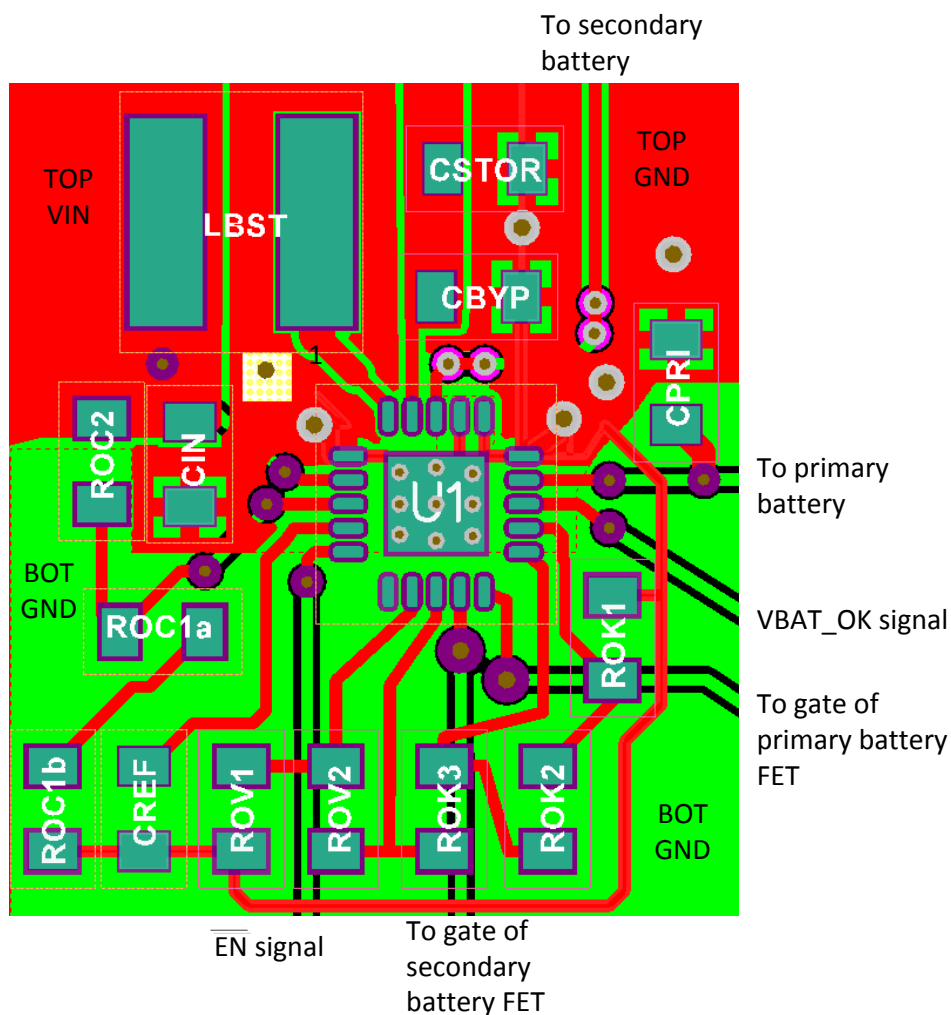 To secondary
battery
TOP
VIN
LBST
CSTOR
TOP
GND
CBYP
1
CPRI
ROC2
CIN
U1
To primary
battery
BOT
GND
ROC1a
ROK1
VBAT_OK signal
To gate of
primary battery
FET
ROC1b
CREF
ROV1
ROV2
ROK3
ROK2
BOT
GND
EN signal
To gate of
secondary
battery FET